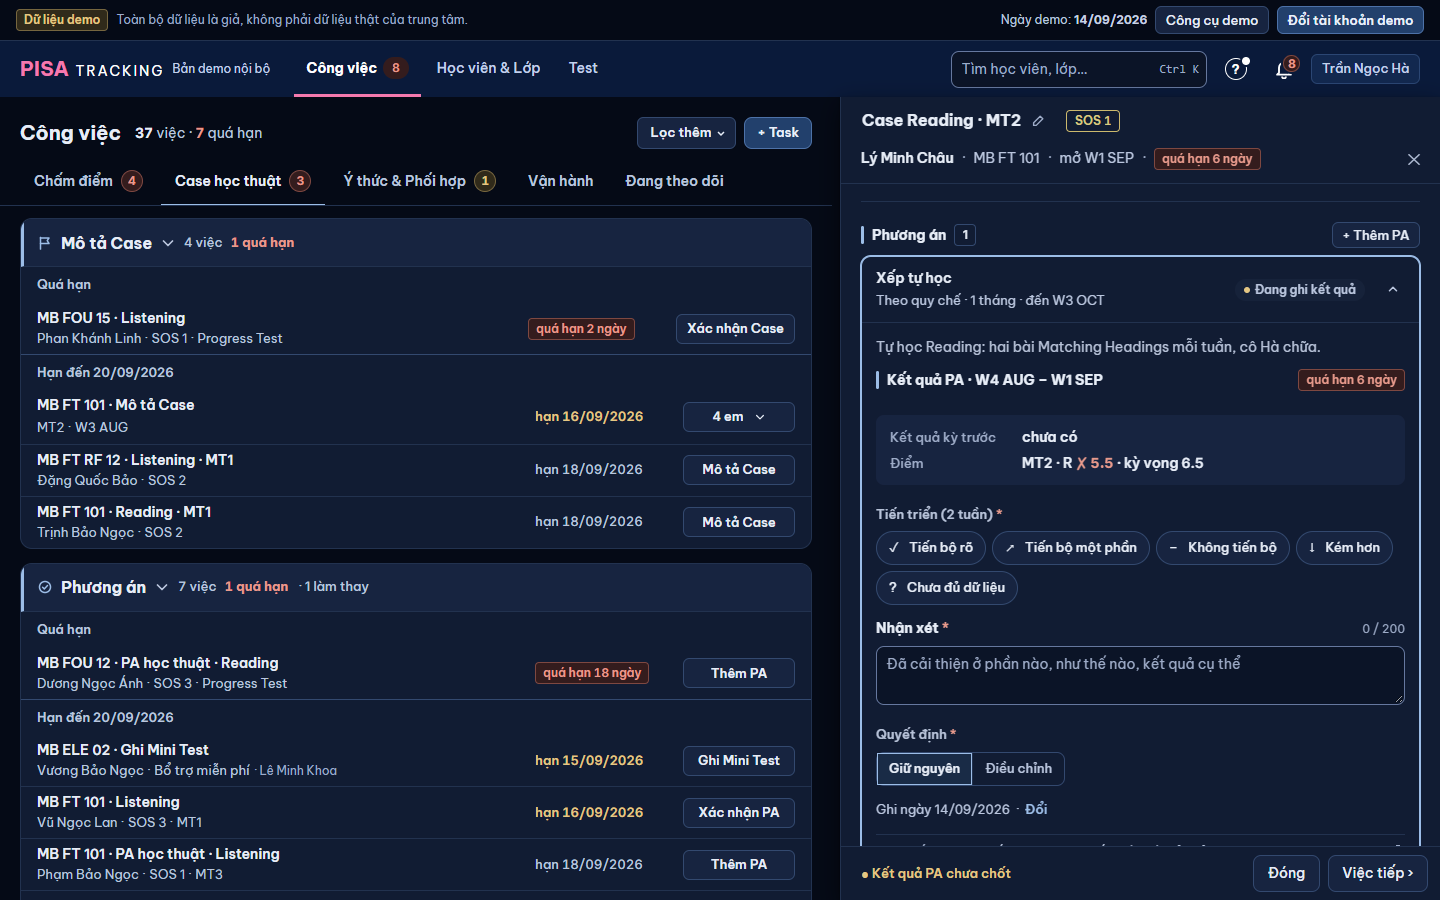 Dữ liệu demo Toàn bộ dữ liệu là giả, không phải dữ liệu thật của trung tâm.
Ngày demo: 14/09/2026 Công cụ demo Đổi tài khoản demo
PISA TRACKING Bản demo nội bộ Công việc 8 Học viên & Lớp Test
Tìm học viên, lớp... Ctrl K ? 8 Trần Ngọc Hà
Công việc 37 việc · 7 quá hạn Lọc thêm + Task
Chấm điểm 4 Case học thuật 3 Ý thức & Phối hợp 1 Vận hành Đang theo dõi
Mô tả Case 4 việc 1 quá hạn
Quá hạn
MB FOU 15 · Listening
Phan Khánh Linh · SOS 1 · Progress Test
quá hạn 2 ngày Xác nhận Case
Hạn đến 20/09/2026
MB FT 101 · Mô tả Case
MT2 · W3 AUG
hạn 16/09/2026 4 em
MB FT RF 12 · Listening · MT1
Đặng Quốc Bảo · SOS 2
hạn 18/09/2026 Mô tả Case
MB FT 101 · Reading · MT1
Trịnh Bảo Ngọc · SOS 2
hạn 18/09/2026 Mô tả Case
Phương án 7 việc 1 quá hạn · 1 làm thay
Quá hạn
MB FOU 12 · PA học thuật · Reading
Dương Ngọc Ánh · SOS 3 · Progress Test
quá hạn 18 ngày Thêm PA
Hạn đến 20/09/2026
MB ELE 02 · Ghi Mini Test
Vương Bảo Ngọc · Bổ trợ miễn phí · Lê Minh Khoa
hạn 15/09/2026 Ghi Mini Test
MB FT 101 · Listening
Vũ Ngọc Lan · SOS 3 · MT1
hạn 16/09/2026 Xác nhận PA
MB FT 101 · PA học thuật · Listening
Phạm Bảo Ngọc · SOS 1 · MT3
hạn 18/09/2026 Thêm PA
Case Reading · MT2 SOS 1
Lý Minh Châu · MB FT 101 · mở W1 SEP · quá hạn 6 ngày
Phương án 1 + Thêm PA
Xếp tự học
Theo quy chế · 1 tháng · đến W3 OCT
Đang ghi kết quả
Tự học Reading: hai bài Matching Headings mỗi tuần, cô Hà chữa.
Kết quả PA · W4 AUG – W1 SEP quá hạn 6 ngày
Kết quả kỳ trước chưa có
Điểm MT2 · R ✗ 5.5 · kỳ vọng 6.5
Tiến triển (2 tuần) *
✓ Tiến bộ rõ ↗ Tiến bộ một phần – Không tiến bộ ↓ Kém hơn
? Chưa đủ dữ liệu
Nhận xét * 0 / 200
Đã cải thiện ở phần nào, như thế nào, kết quả cụ thể
Quyết định *
Giữ nguyên Điều chỉnh
Ghi ngày 14/09/2026 · Đổi
Kết quả PA chưa chốt Đóng Việc tiếp ›